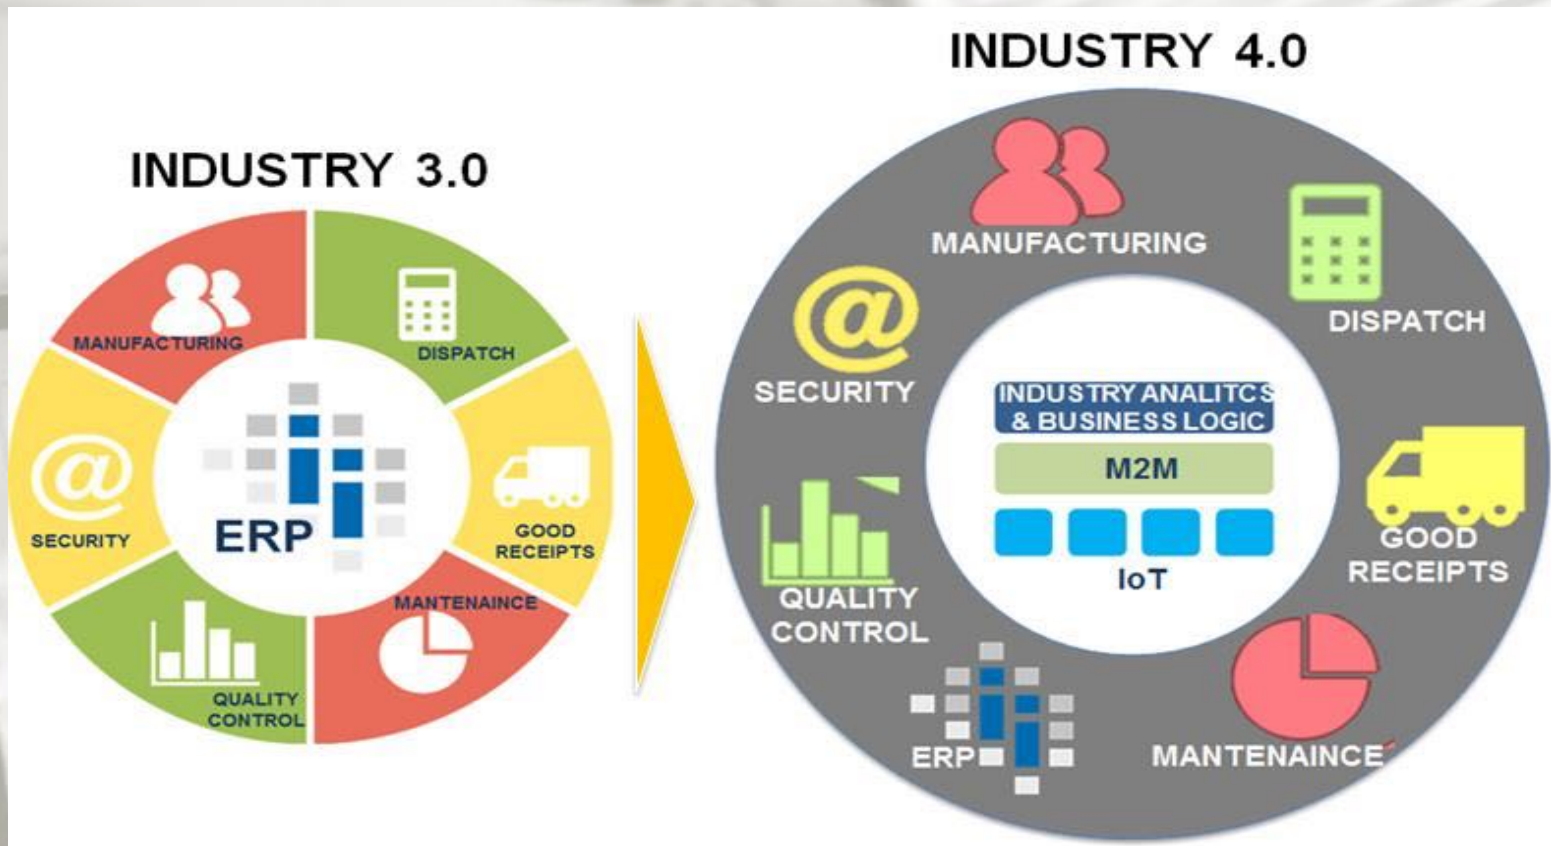 INDUSTRY 3.0
MANUFACTURING
DISPATCH
SECURITY
ERP
GOOD
RECEIPTS
QUALITY
CONTROL
MANTENAINCE
INDUSTRY 4.0
MANUFACTURING
DISPATCH
SECURITY
INDUSTRY ANALITCS
& BUSINESS LOGIC
M2M
IoT
GOOD
RECEIPTS
QUALITY
CONTROL
ERP
MANTENAINCE